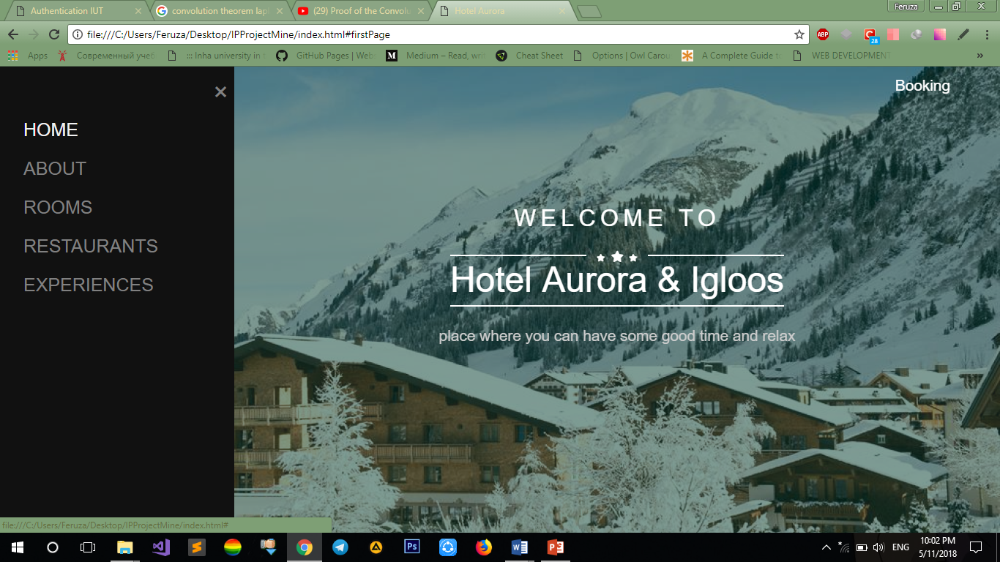 Authentication IUT
convolution theorem lapl
(29) Proof of the Convolu
Hotel Aurora
Feruza
file:///C:/Users/Feruza/Desktop/IPProjectMine/index.html#firstPage
ABP
28
Apps
Современный учеб
::: Inha university in t
GitHub Pages | Webs
Medium – Read, writ
Cheat Sheet
Options | Owl Carou
A Complete Guide to
WEB DEVELOPMENT
»
×
HOME
ABOUT
ROOMS
RESTAURANTS
EXPERIENCES
Booking
WELCOME TO
Hotel Aurora & Igloos
place where you can have some good time and relax
file:///C:/Users/Feruza/Desktop/IPProjectMine/index.html#
Ps
ENG
10:02 PM
5/11/2018